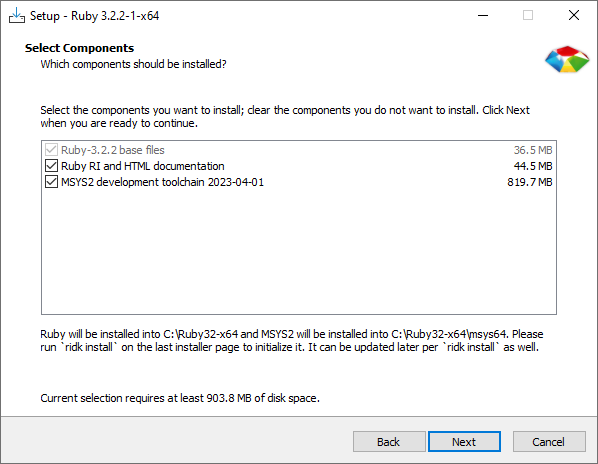 Setup - Ruby 3.2.2-1-x64
Select Components
Which components should be installed?
Select the components you want to install; clear the components you do not want to install. Click Next
when you are ready to continue.
Ruby-3.2.2 base files 36.5 MB
Ruby RI and HTML documentation 44.5 MB
MSYS2 development toolchain 2023-04-01 819.7 MB
Ruby will be installed into C:\Ruby32-x64 and MSYS2 will be installed into C:\Ruby32-x64\msys64. Please
run `ridk install` on the last installer page to initialize it. It can be updated later per `ridk install` as well.
Current selection requires at least 903.8 MB of disk space.
Back Next Cancel